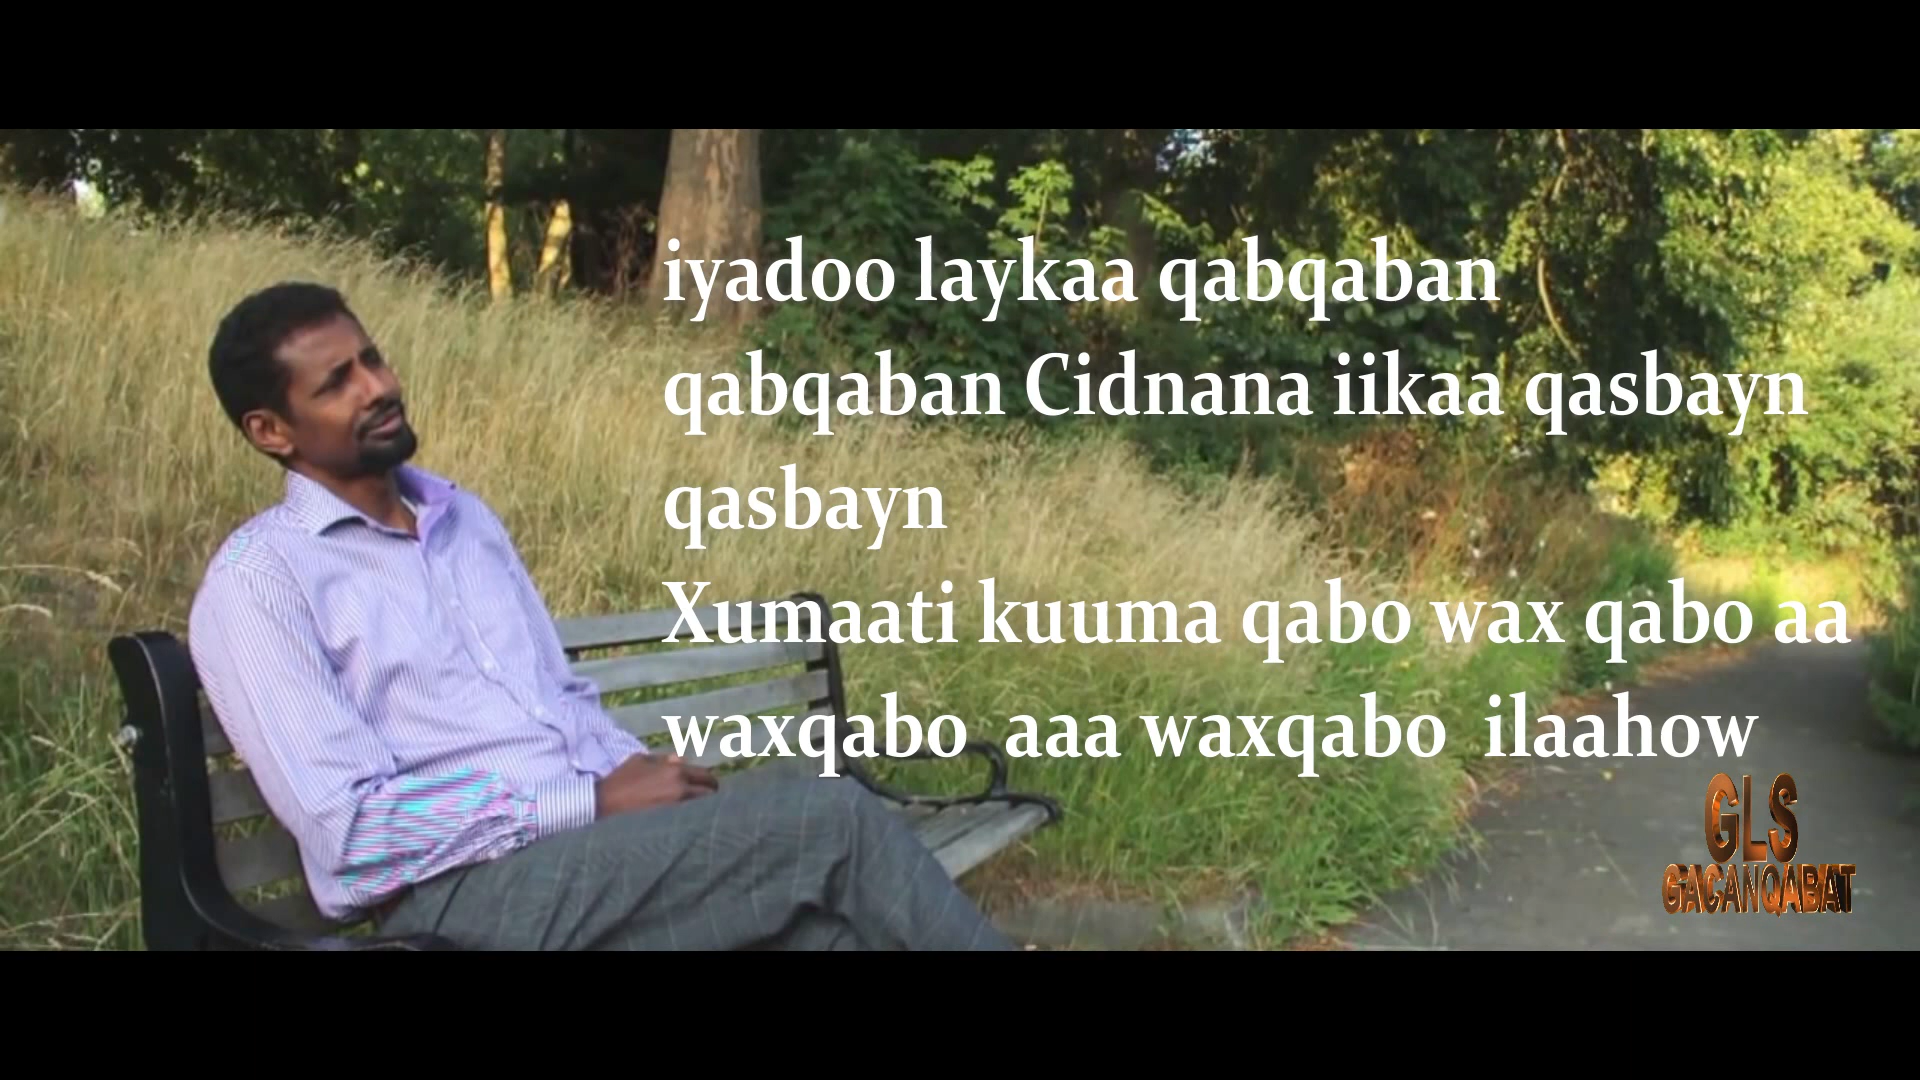 iyadoo laykaa qabqaban
qabqaban Cidnana iikaa qasbayn
qasbayn
Xumaati kuuma qabo wax qabo aa
waxqabo aaa waxqabo ilaahow
GLS
GACANQABAT